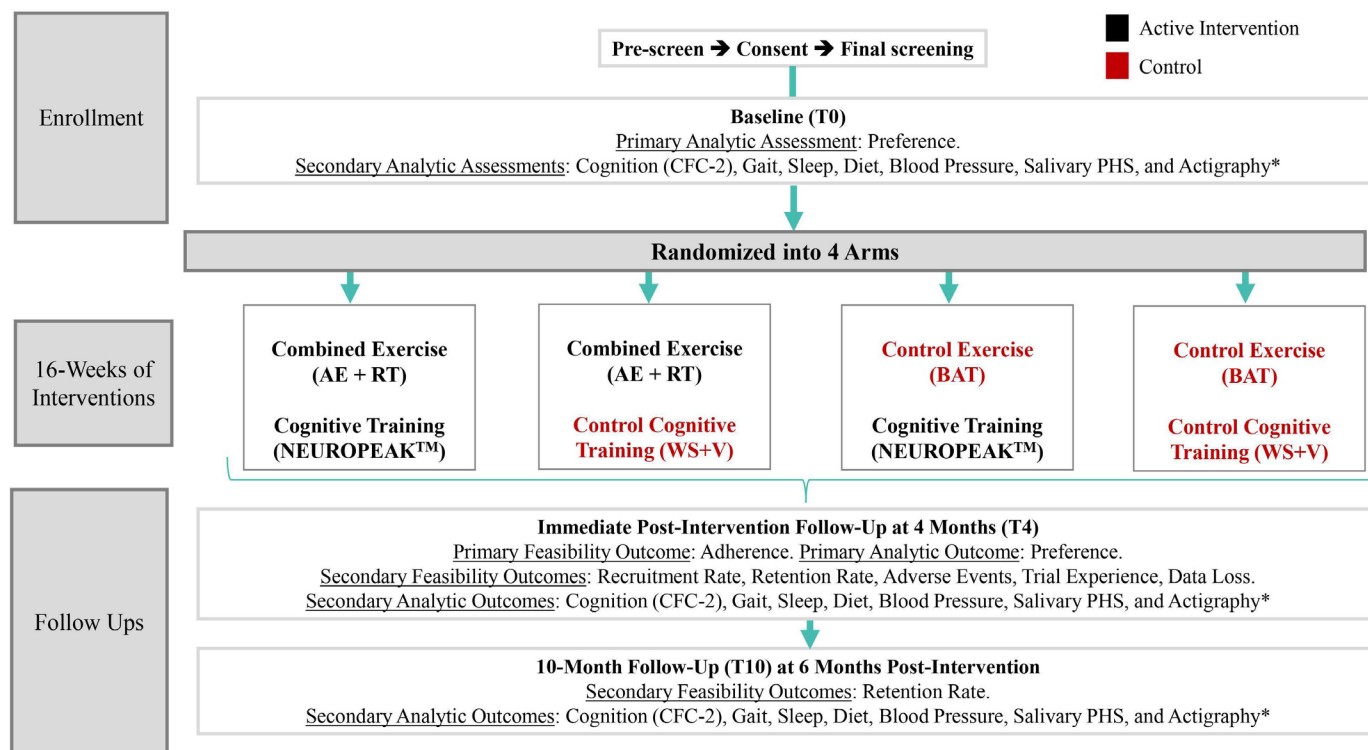 Active Intervention
Control
Pre-screen ➔ Consent ➔ Final screening
Enrollment
Baseline (T0)
Primary Analytic Assessment: Preference.
Secondary Analytic Assessments: Cognition (CFC-2), Gait, Sleep, Diet, Blood Pressure, Salivary PHS, and Actigraphy*
Randomized into 4 Arms
16-Weeks of
Interventions
Combined Exercise
(AE + RT)
Cognitive Training
(NEUROPEAK™)
Combined Exercise
(AE + RT)
Control Cognitive
Training (WS+V)
Control Exercise
(BAT)
Cognitive Training
(NEUROPEAK™)
Control Exercise
(BAT)
Control Cognitive
Training (WS+V)
Follow Ups
Immediate Post-Intervention Follow-Up at 4 Months (T4)
Primary Feasibility Outcome: Adherence. Primary Analytic Outcome: Preference.
Secondary Feasibility Outcomes: Recruitment Rate, Retention Rate, Adverse Events, Trial Experience, Data Loss.
Secondary Analytic Outcomes: Cognition (CFC-2), Gait, Sleep, Diet, Blood Pressure, Salivary PHS, and Actigraphy*
10-Month Follow-Up (T10) at 6 Months Post-Intervention
Secondary Feasibility Outcomes: Retention Rate.
Secondary Analytic Outcomes: Cognition (CFC-2), Gait, Sleep, Diet, Blood Pressure, Salivary PHS, and Actigraphy*